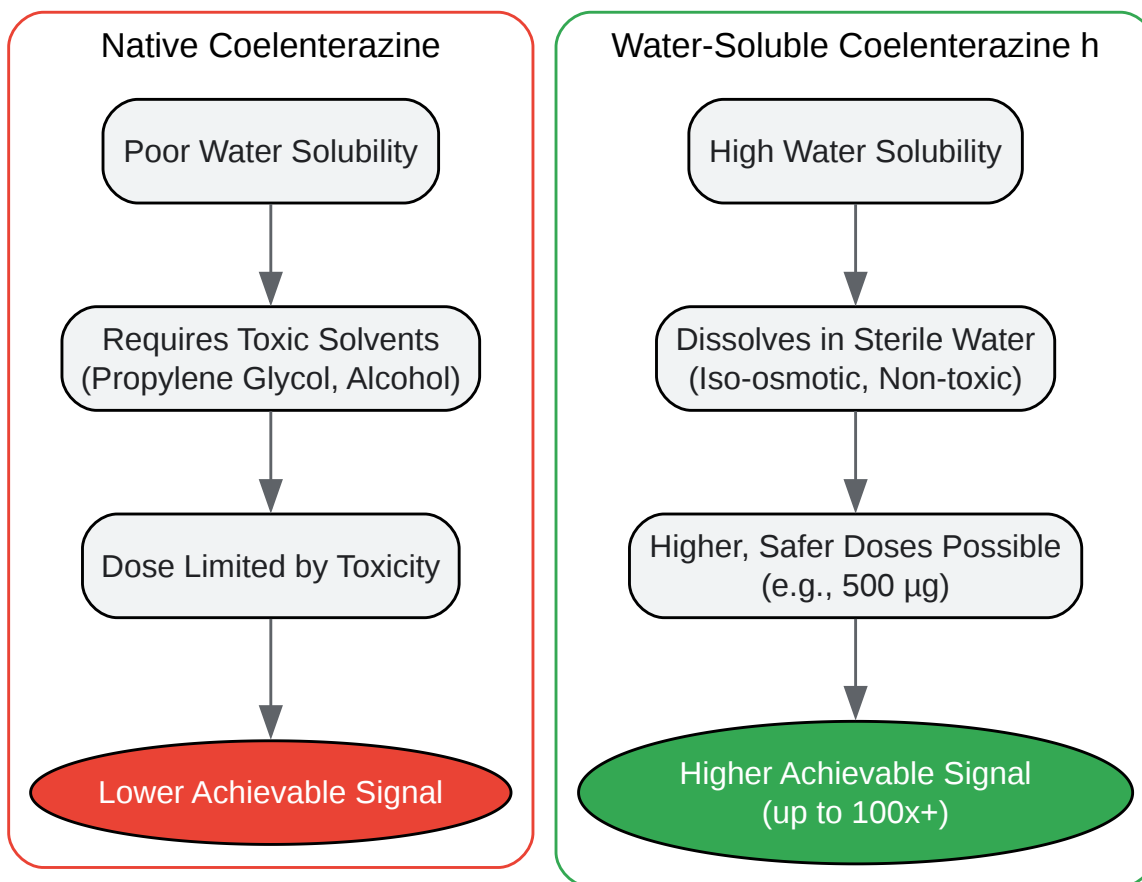 Native Coelenterazine
Poor Water Solubility
Requires Toxic Solvents
(Propylene Glycol, Alcohol)
Dose Limited by Toxicity
Lower Achievable Signal
Water-Soluble Coelenterazine h
High Water Solubility
Dissolves in Sterile Water
(Iso-osmotic, Non-toxic)
Higher, Safer Doses Possible
(e.g., 500 µg)
Higher Achievable Signal
(up to 100x+)